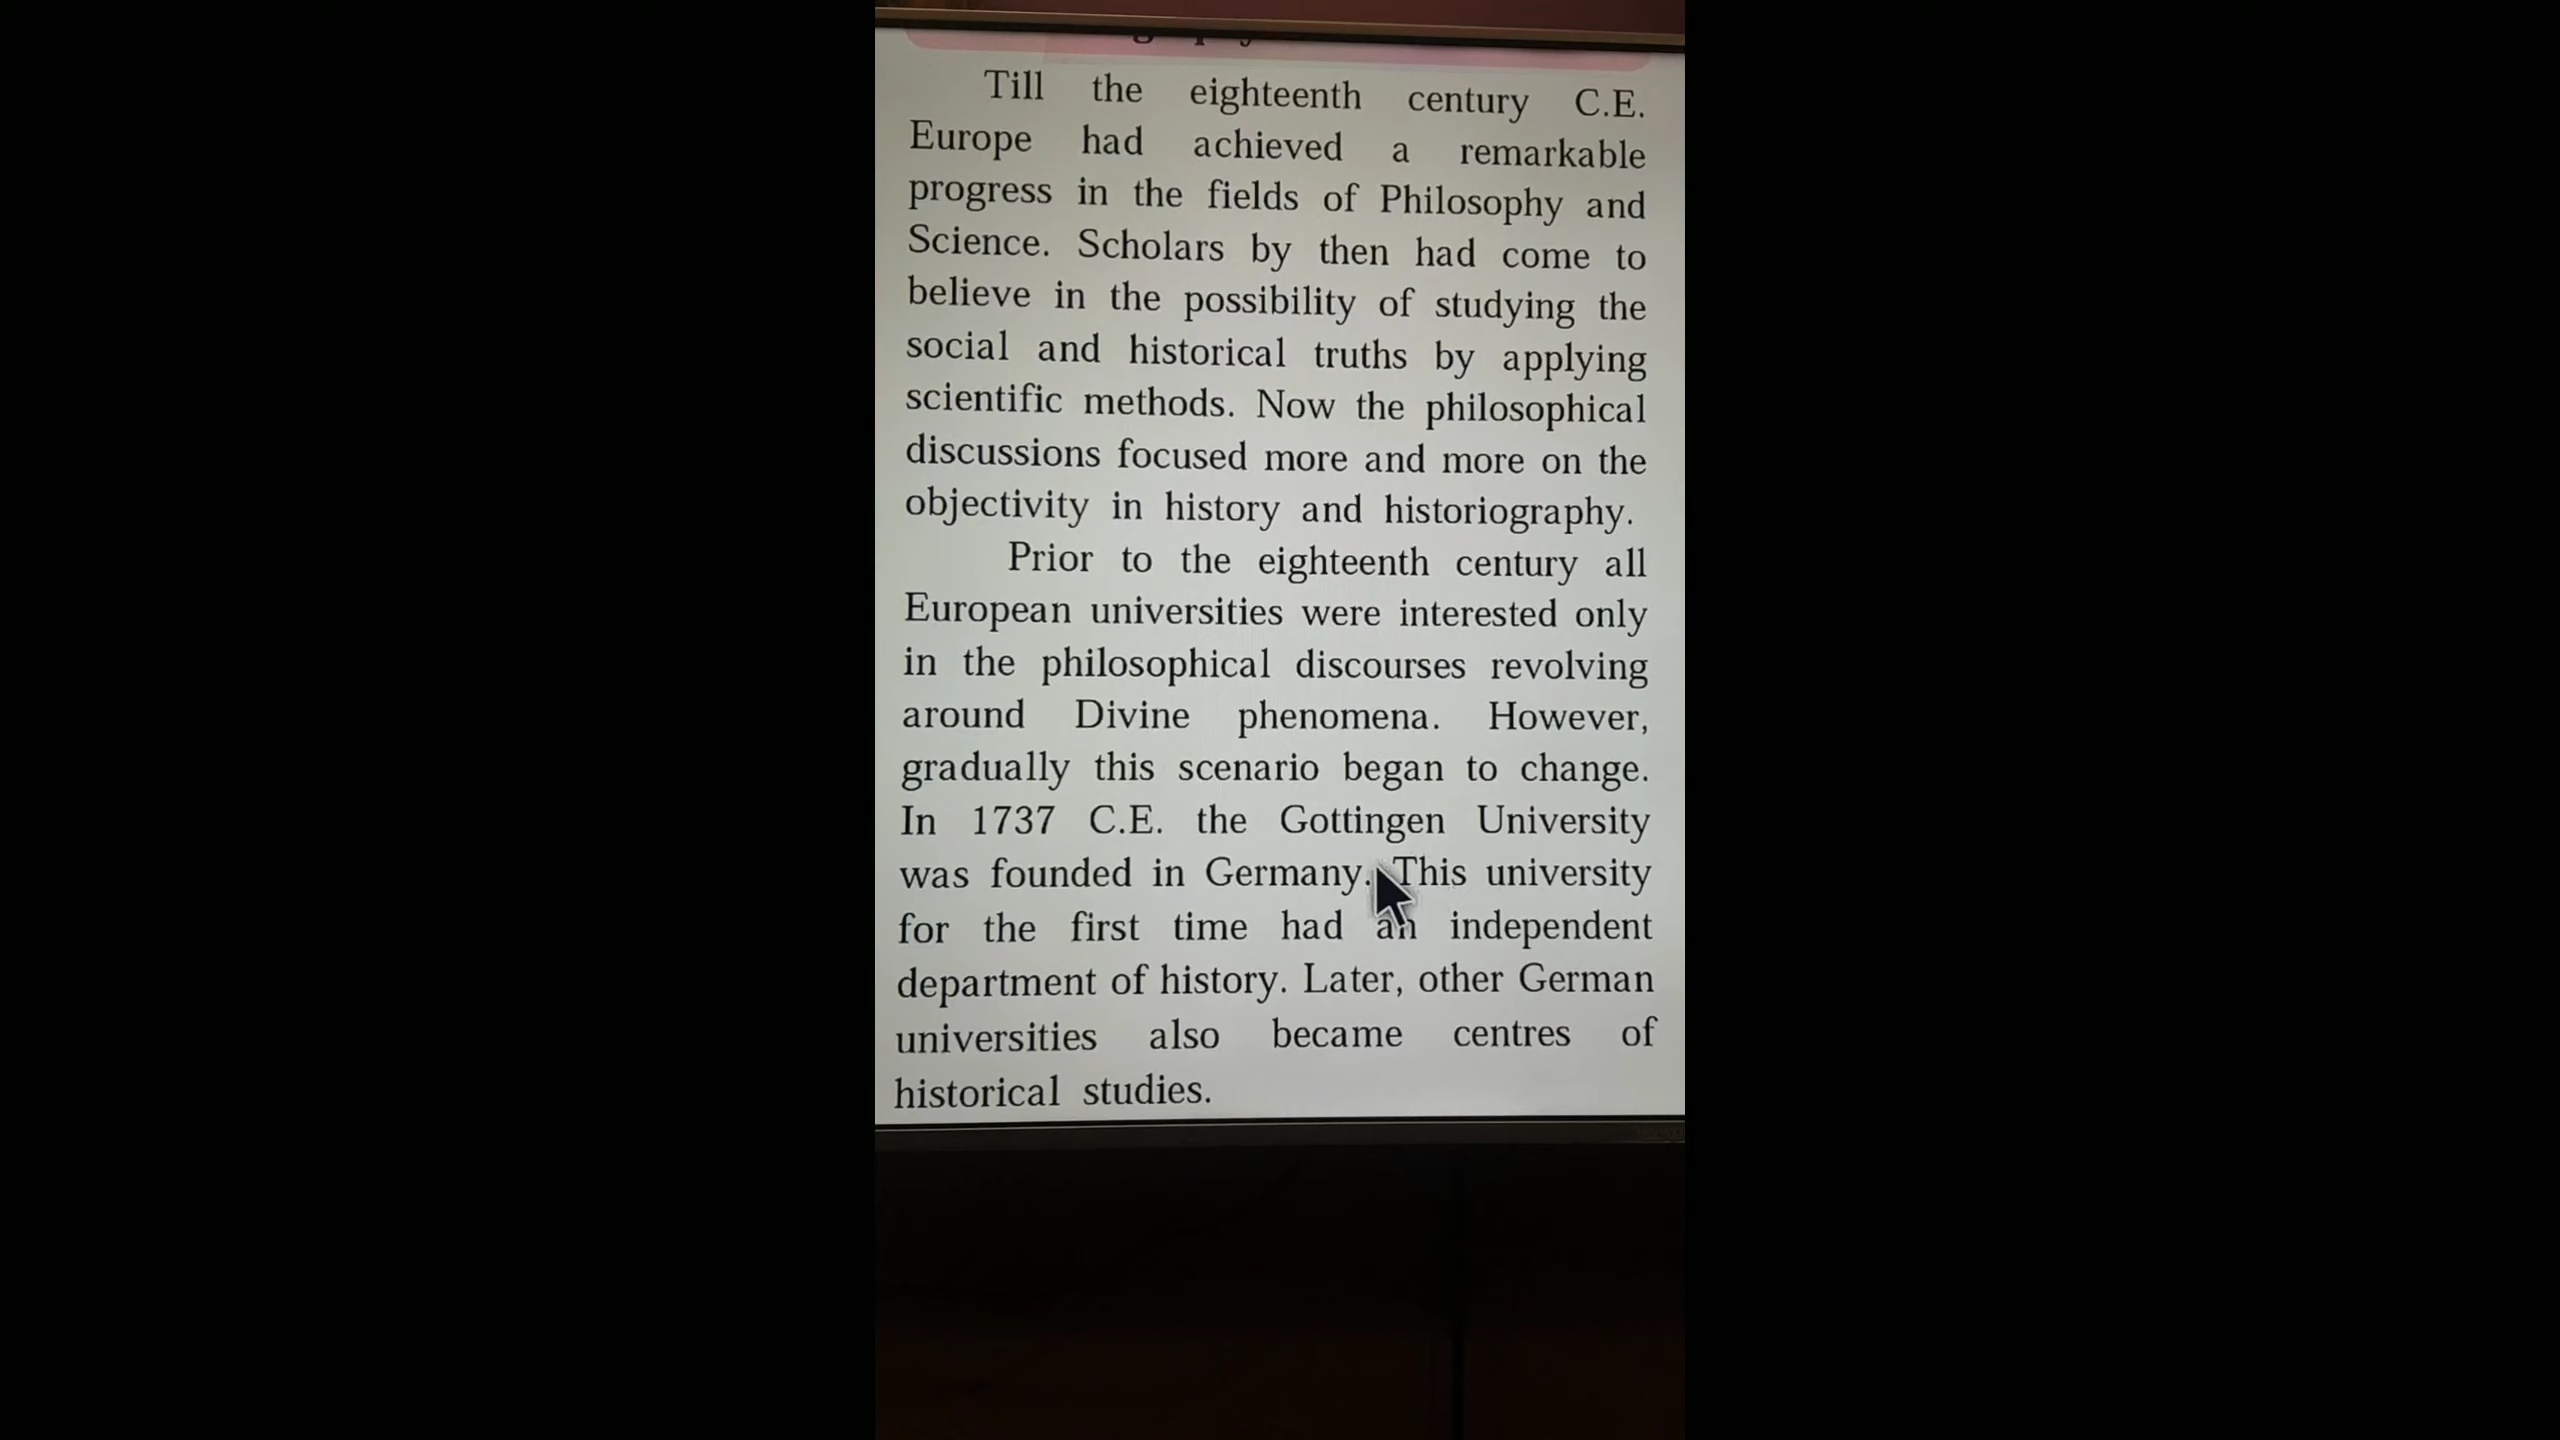 Till the eighteenth century C.E.
Europe had achieved a remarkable
progress in the fields of Philosophy and
Science. Scholars by then had come to
believe in the possibility of studying the
social and historical truths by applying
scientific methods. Now the philosophical
discussions focused more and more on the
objectivity in history and historiography.
Prior to the eighteenth century all
European universities were interested only
in the philosophical discourses revolving
around Divine phenomena. However,
gradually this scenario began to change.
In 1737 C.E. the Gottingen University
was founded in Germany. This university
for the first time had an independent
department of history. Later, other German
universities also became centres of
historical studies.